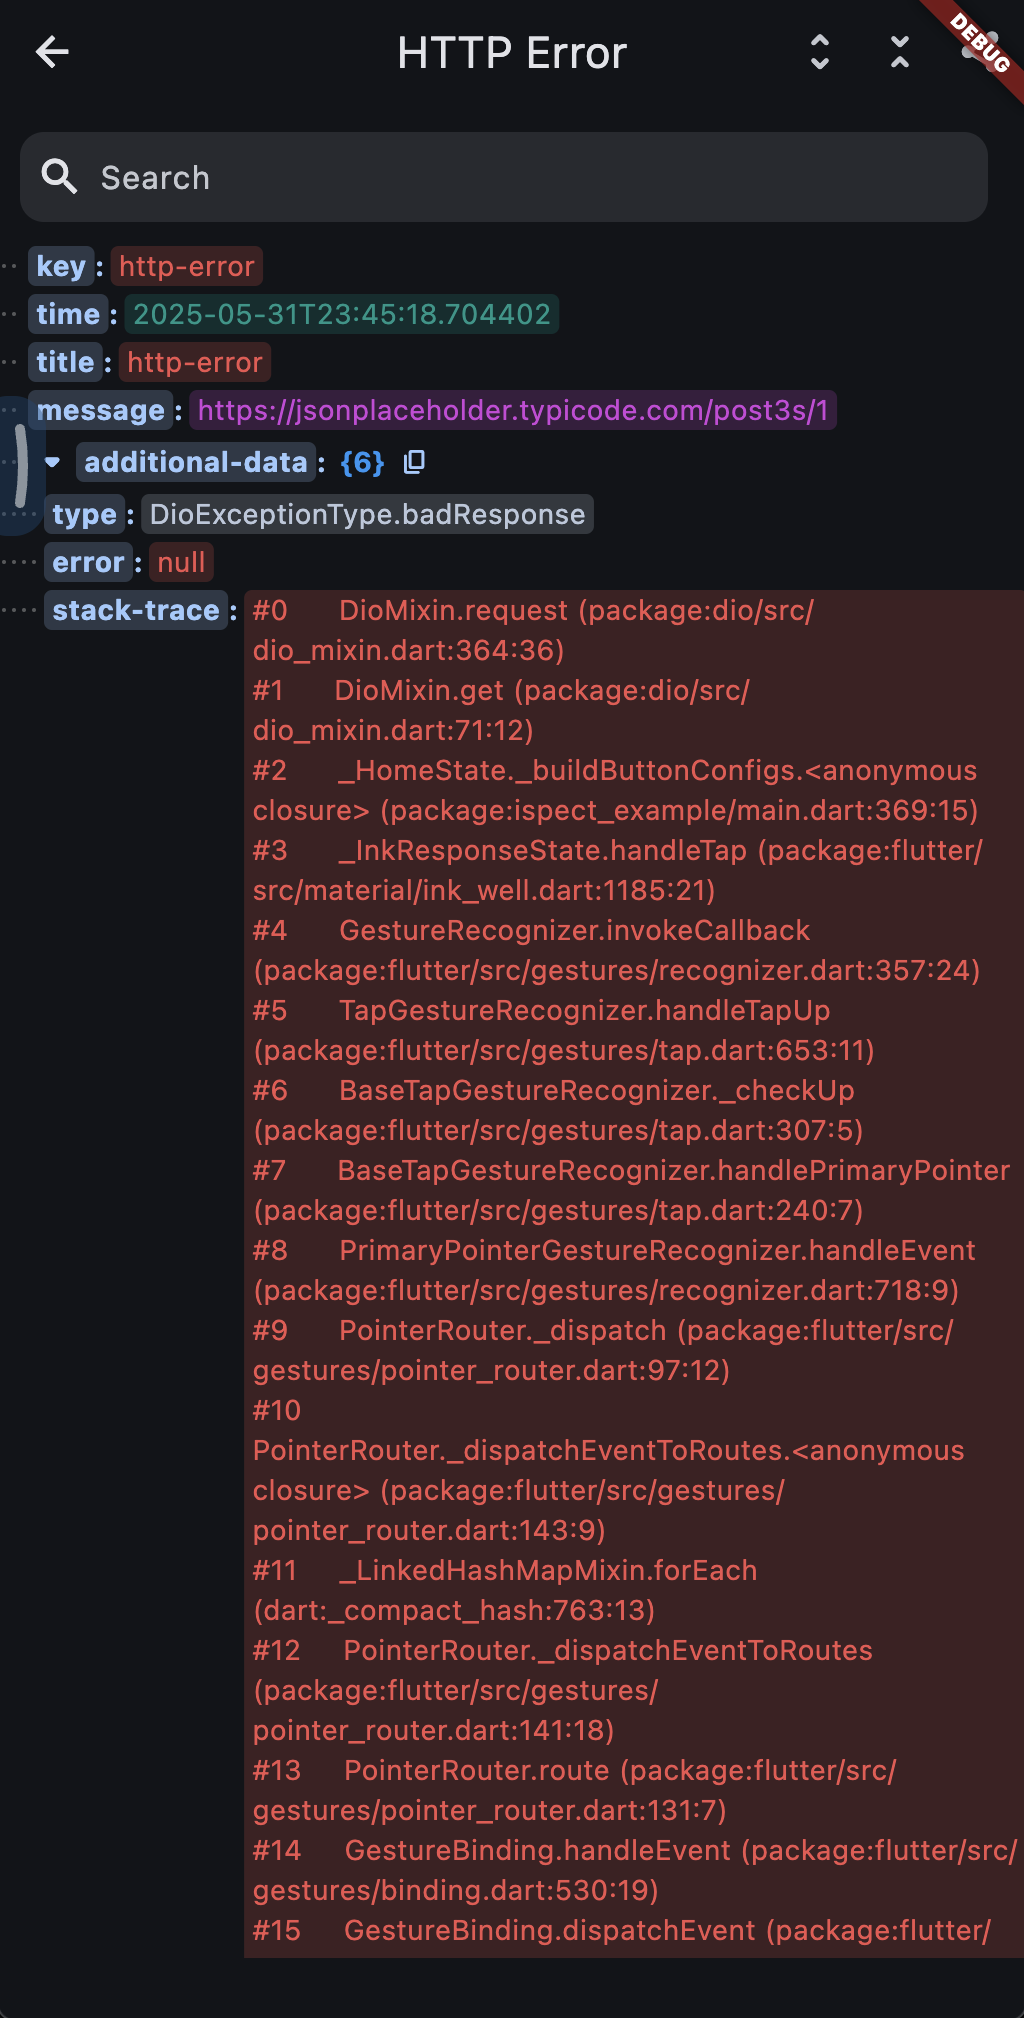 HTTP Error
DEBUG
Search
key : http-error
time : 2025-05-31T23:45:18.704402
title : http-error
message : https://jsonplaceholder.typicode.com/post3s/1
additional-data : {6}
type : DioExceptionType.badResponse
error : null
stack-trace : #0 DioMixin.request (package:dio/src/
dio_mixin.dart:364:36)
#1 DioMixin.get (package:dio/src/
dio_mixin.dart:71:12)
#2 _HomeState._buildButtonConfigs.<anonymous
closure> (package:ispect_example/main.dart:369:15)
#3 _InkResponseState.handleTap (package:flutter/
src/material/ink_well.dart:1185:21)
#4 GestureRecognizer.invokeCallback
(package:flutter/src/gestures/recognizer.dart:357:24)
#5 TapGestureRecognizer.handleTapUp
(package:flutter/src/gestures/tap.dart:653:11)
#6 BaseTapGestureRecognizer._checkUp
(package:flutter/src/gestures/tap.dart:307:5)
#7 BaseTapGestureRecognizer.handlePrimaryPointer
(package:flutter/src/gestures/tap.dart:240:7)
#8 PrimaryPointerGestureRecognizer.handleEvent
(package:flutter/src/gestures/recognizer.dart:718:9)
#9 PointerRouter._dispatch (package:flutter/src/
gestures/pointer_router.dart:97:12)
#10
PointerRouter._dispatchEventToRoutes.<anonymous
closure> (package:flutter/src/gestures/
pointer_router.dart:143:9)
#11 _LinkedHashMapMixin.forEach
(dart:_compact_hash:763:13)
#12 PointerRouter._dispatchEventToRoutes
(package:flutter/src/gestures/
pointer_router.dart:141:18)
#13 PointerRouter.route (package:flutter/src/
gestures/pointer_router.dart:131:7)
#14 GestureBinding.handleEvent (package:flutter/src/
gestures/binding.dart:530:19)
#15 GestureBinding.dispatchEvent (package:flutter/